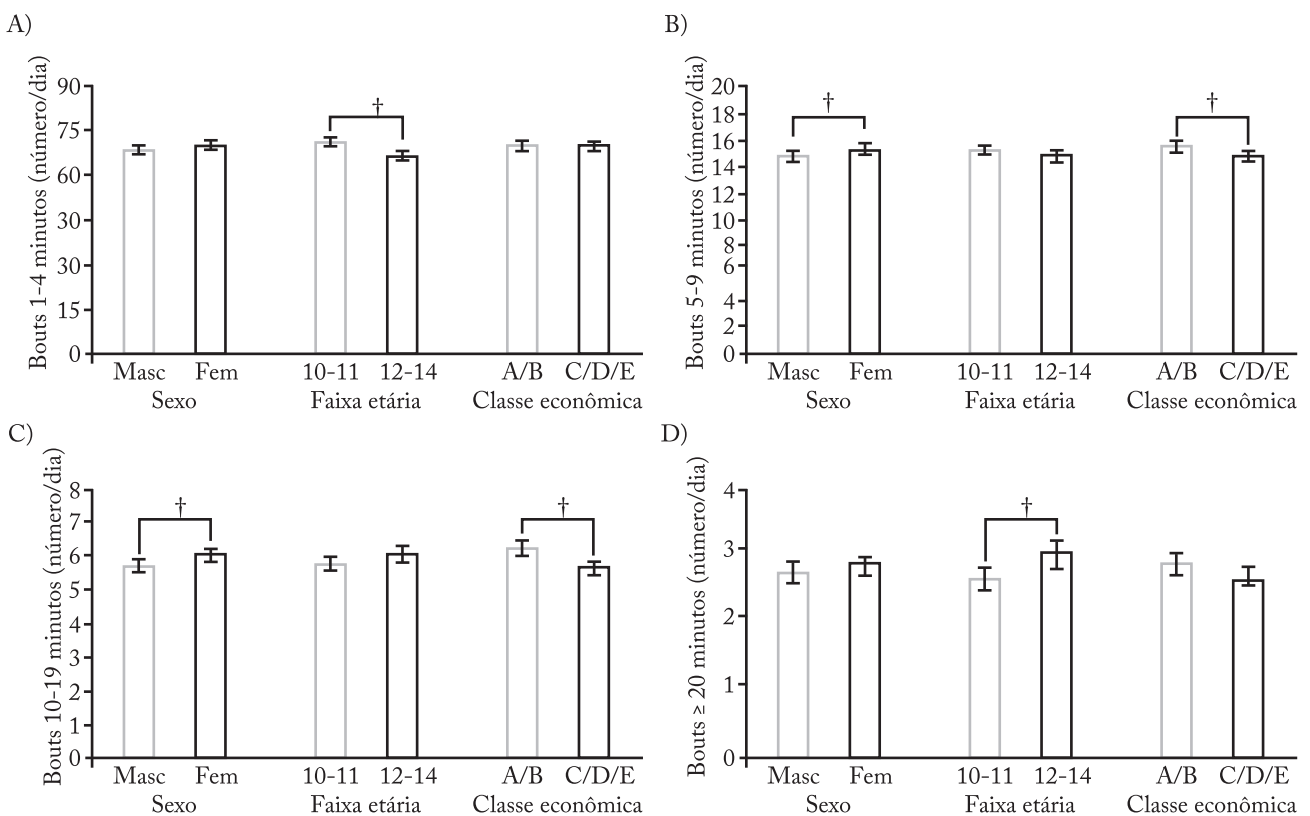 A)
Bouts 1-4 minutos (número/dia)
90
75
60
30
30
15
0
†
Masc Fem 10-11 12-14 A/B C/D/E
Sexo Faixa etária Classe econômica
B)
Bouts 5-9 minutos (número/dia)
20
18
16
14
12
10
8
6
4
2
0
† †
Masc Fem 10-11 12-14 A/B C/D/E
Sexo Faixa etária Classe econômica
C)
Bouts 10-19 minutos (número/dia)
8
7
6
5
4
3
2
1
0
† †
Masc Fem 10-11 12-14 A/B C/D/E
Sexo Faixa etária Classe econômica
D)
Bouts ≥ 20 minutos (número/dia)
4
3
2
1
0
†
Masc Fem 10-11 12-14 A/B C/D/E
Sexo Faixa etária Classe econômica